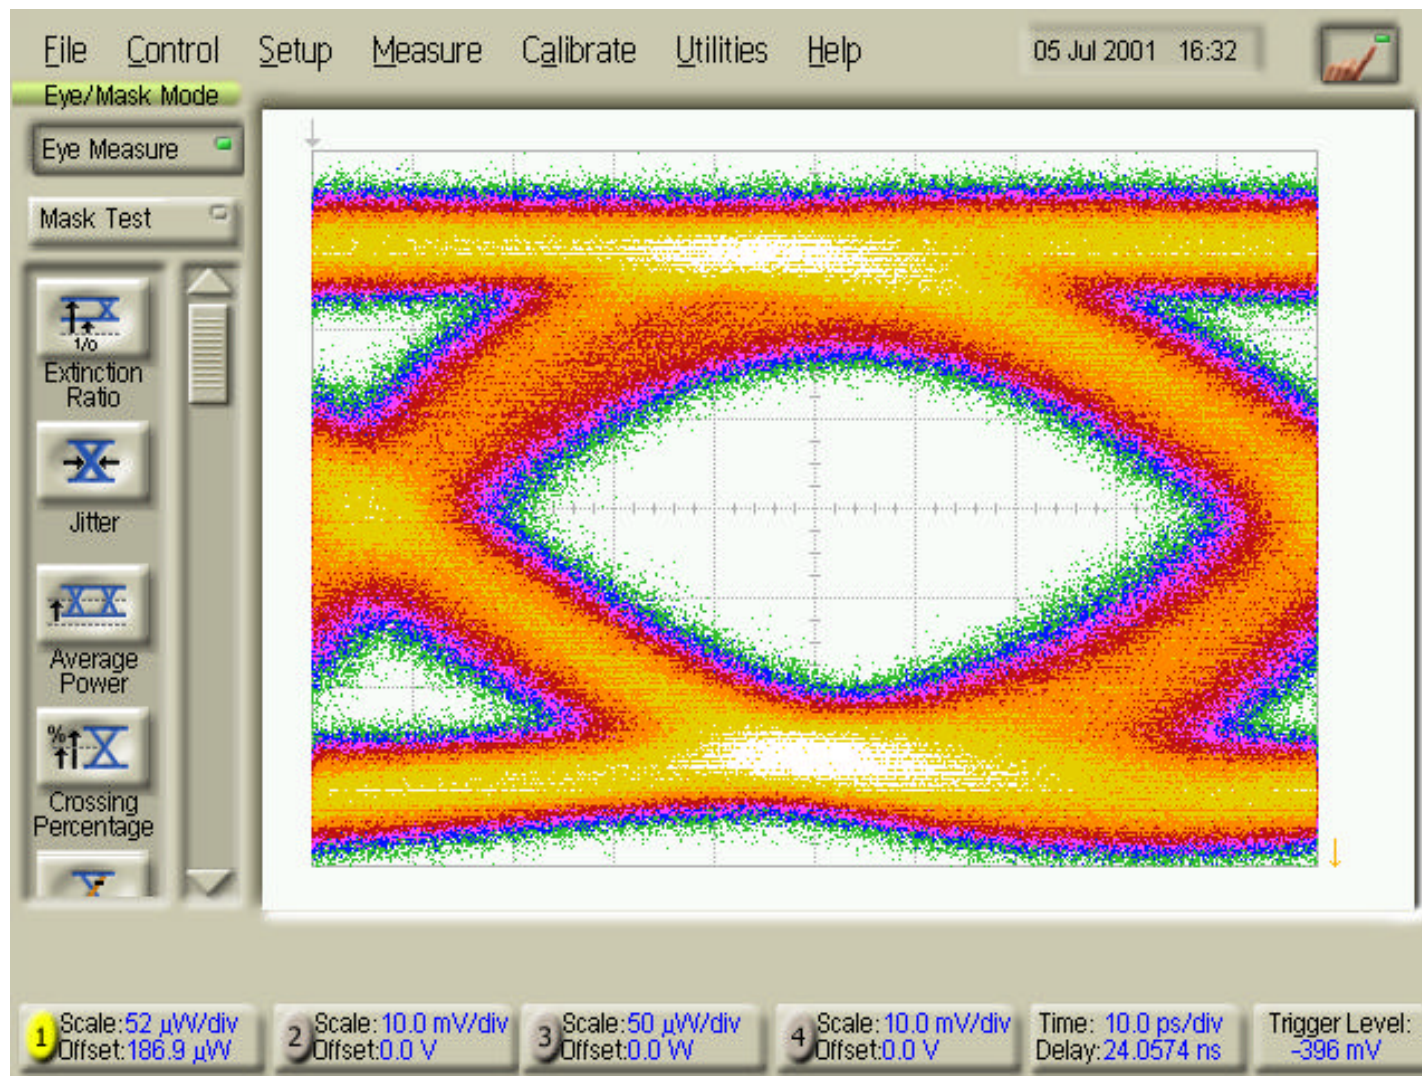 File Control Setup Measure Calibrate Utilities Help 05 Jul 2001 16:32
Eye/Mask Mode
Eye Measure
Mask Test
1/0
Extinction
Ratio
Jitter
Average
Power
%
Crossing
Percentage
1 Scale:52 µW/div
Offset:186.9 µW
2 Scale:10.0 mV/div
Offset:0.0 V
3 Scale:50 µW/div
Offset:0.0 W
4 Scale:10.0 mV/div
Offset:0.0 V
Time: 10.0 ps/div
Delay:24.0574 ns
Trigger Level:
-396 mV